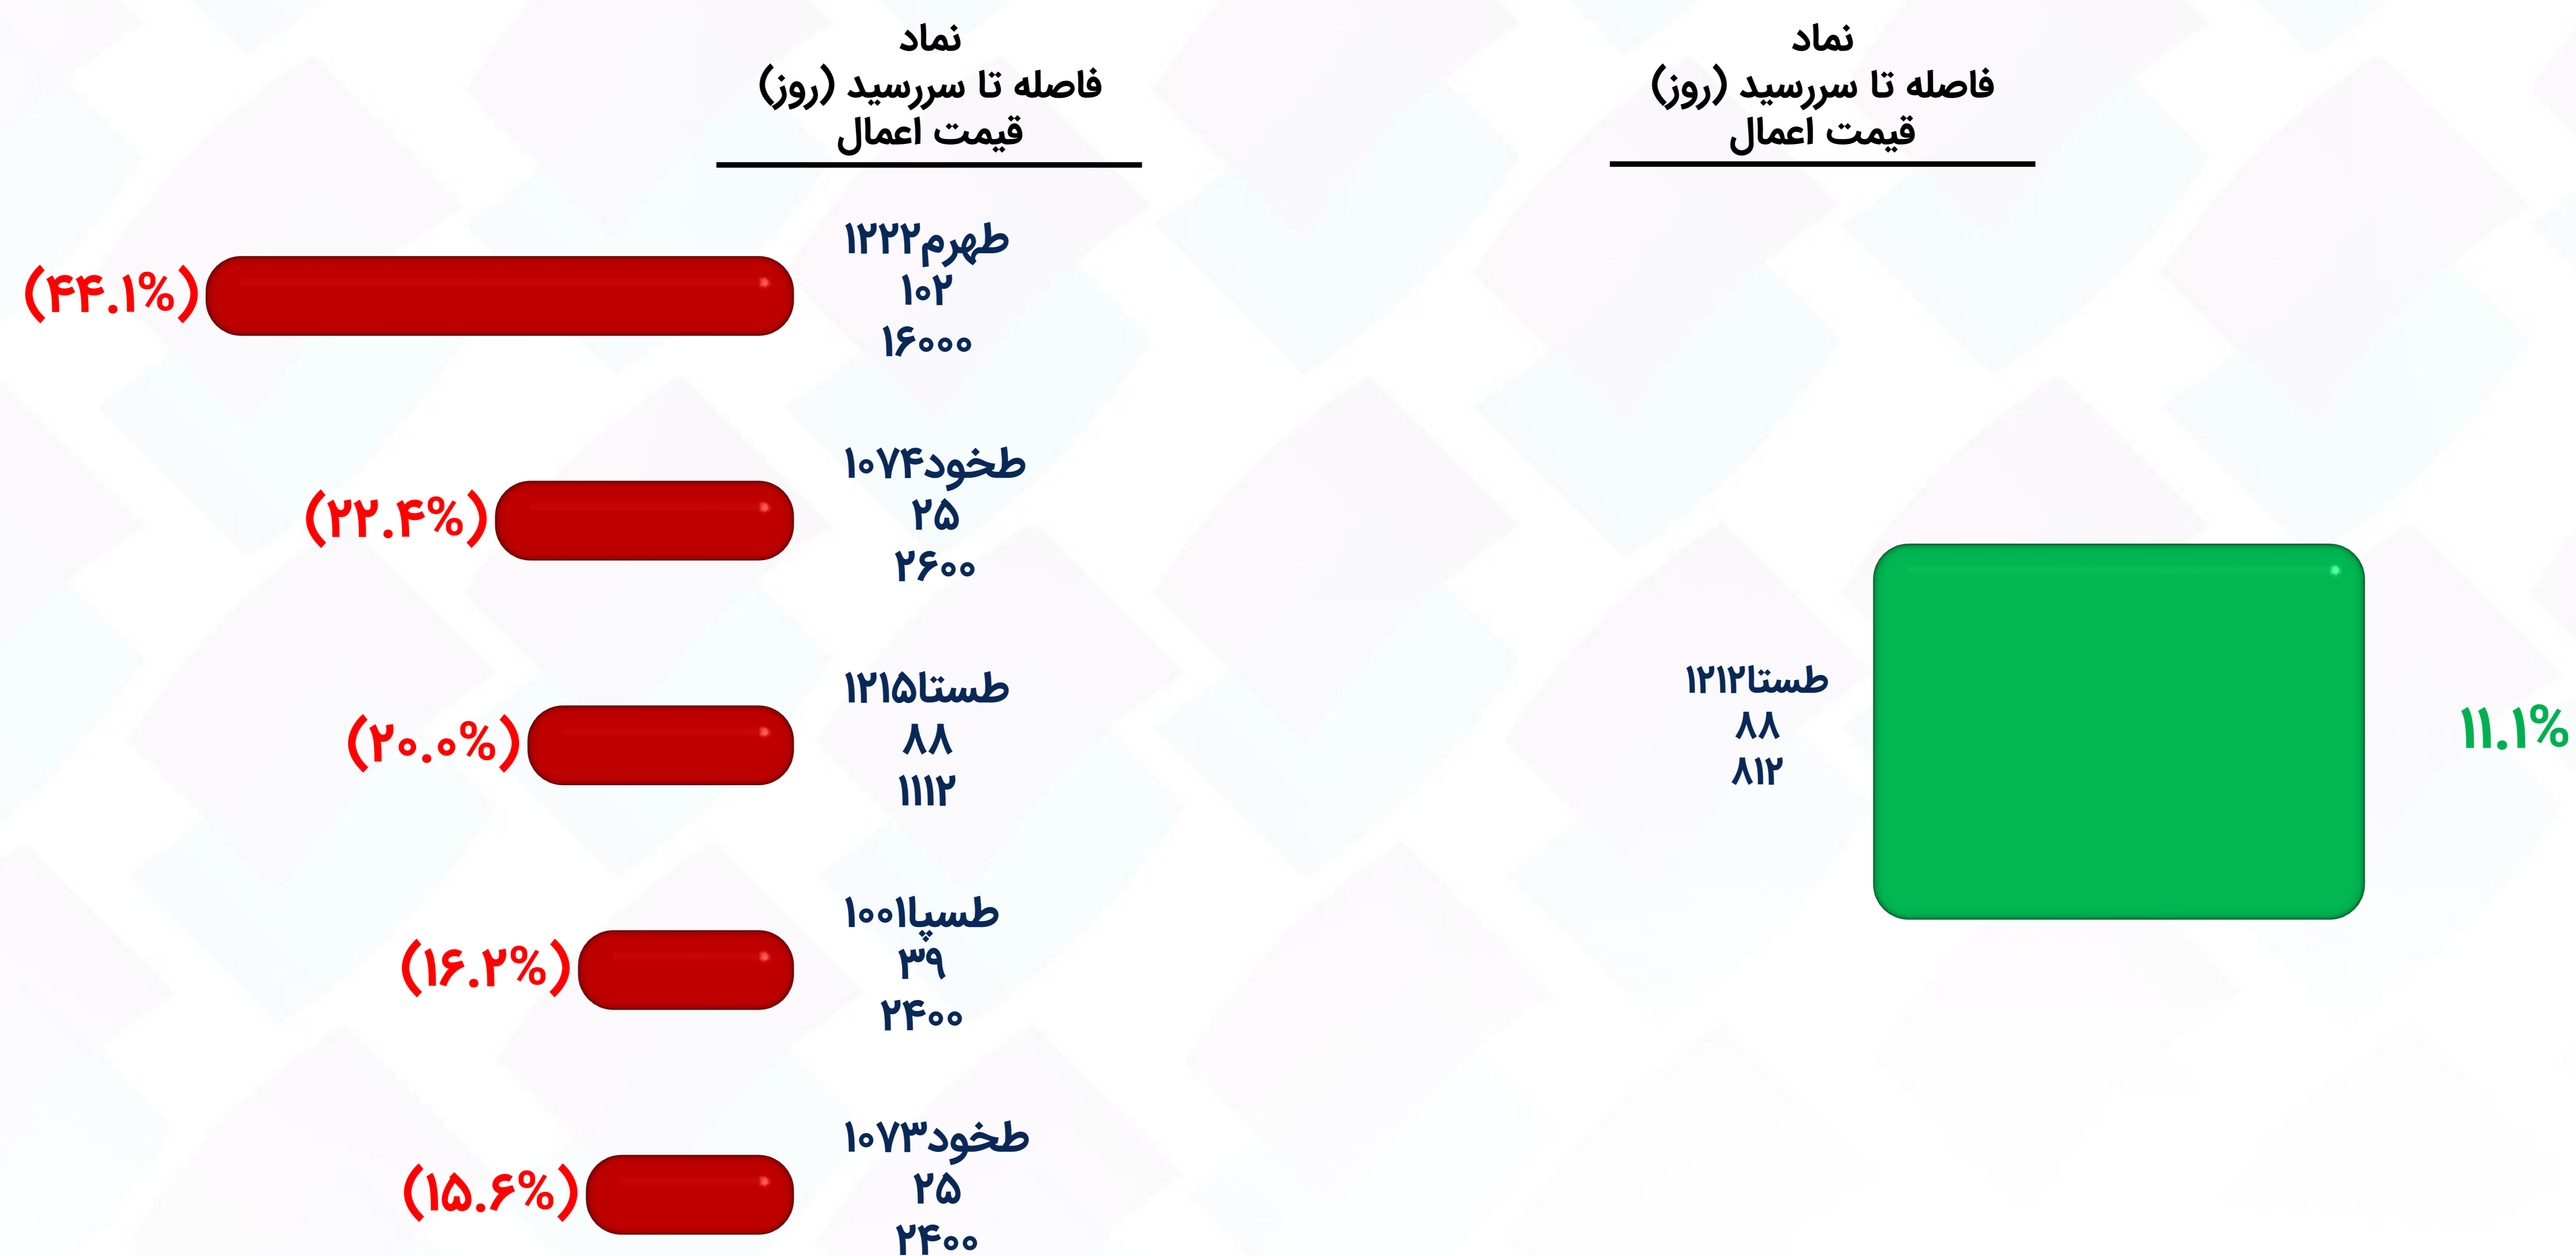 نماد
فاصله تا سررسید (روز)
قیمت اعمال
طستا۱۲۱۲
۸۸
۸۱۲
۱۱.۱%
نماد
فاصله تا سررسید (روز)
قیمت اعمال
طهرم۱۲۲۲
۱۰۲
۱۶۰۰۰
(۴۴.۱%)
طخود۱۰۷۴
۲۵
۲۶۰۰
(۲۲.۴%)
طستا۱۲۱۵
۸۸
۱۱۱۲
(۲۰.۰%)
طسپا۱۰۰۱
۳۹
۲۴۰۰
(۱۶.۲%)
طخود۱۰۷۳
۲۵
۲۴۰۰
(۱۵.۶%)